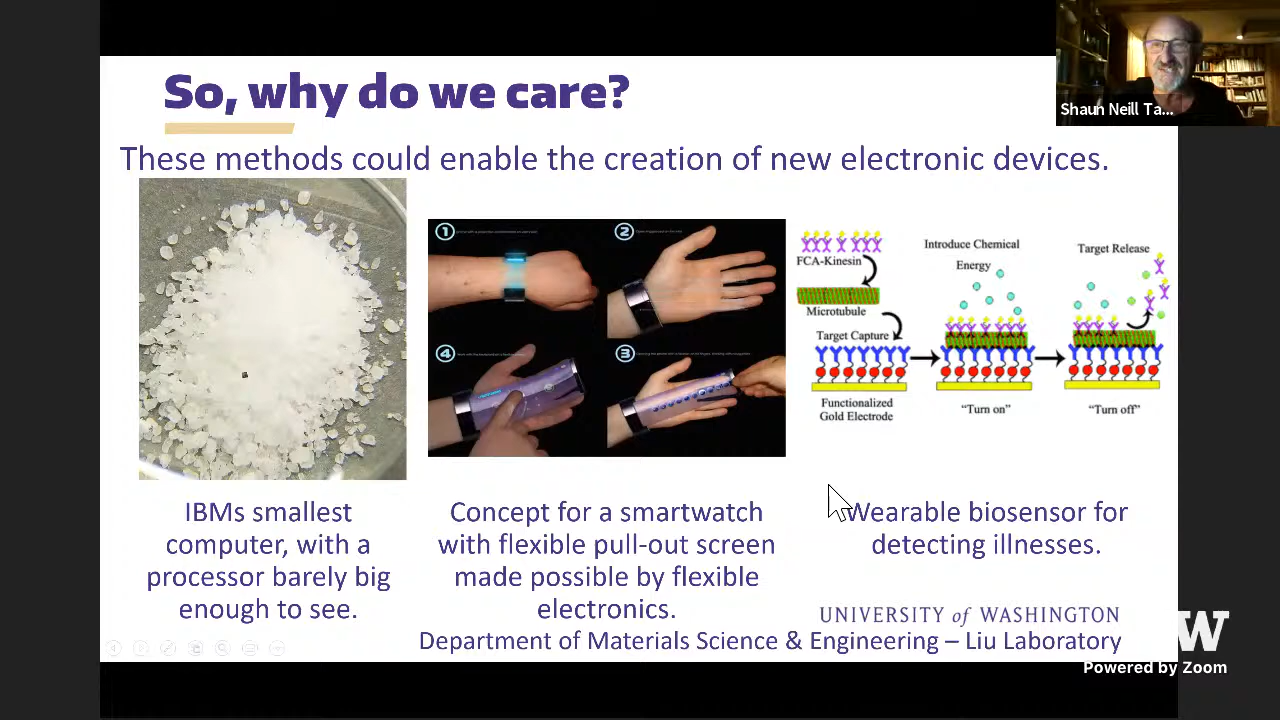 So, why do we care?
Shaun Neill Ta...
These methods could enable the creation of new electronic devices.
1
2
4
3
FCA-Kinesin
Microtubule
Target Capture
Functionalized
Gold Electrode
Introduce Chemical
Energy
"Turn on"
Target Release
"Turn off"
IBMs smallest
computer, with a
processor barely big
enough to see.
Concept for a smartwatch
with flexible pull-out screen
made possible by flexible
electronics.
Wearable biosensor for
detecting illnesses.
UNIVERSITY of WASHINGTON
Department of Materials Science & Engineering – Liu Laboratory
W
Powered by Zoom